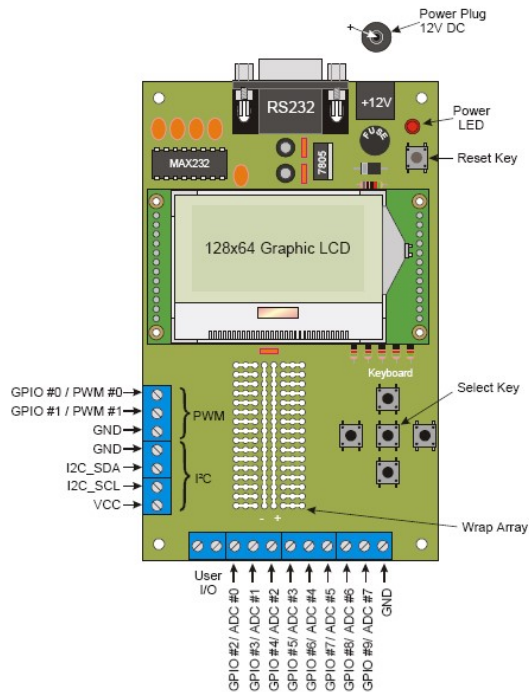 Power Plug
12V DC
+
RS232
+12V
Power
LED
FUSE
MAX232
7805
Reset Key
128x64 Graphic LCD
Keyboard
GPIO #0 / PWM #0
GPIO #1 / PWM #1
GND
PWM
Select Key
GND
I2C_SDA
I2C_SCL
VCC
I²C
- +
Wrap Array
User
I/O
GPIO #2/ ADC #0
GPIO #3/ ADC #1
GPIO #4/ ADC #2
GPIO #5/ ADC #3
GPIO #6/ ADC #4
GPIO #7/ ADC #5
GPIO #8/ ADC #6
GPIO #9/ ADC #7
GND